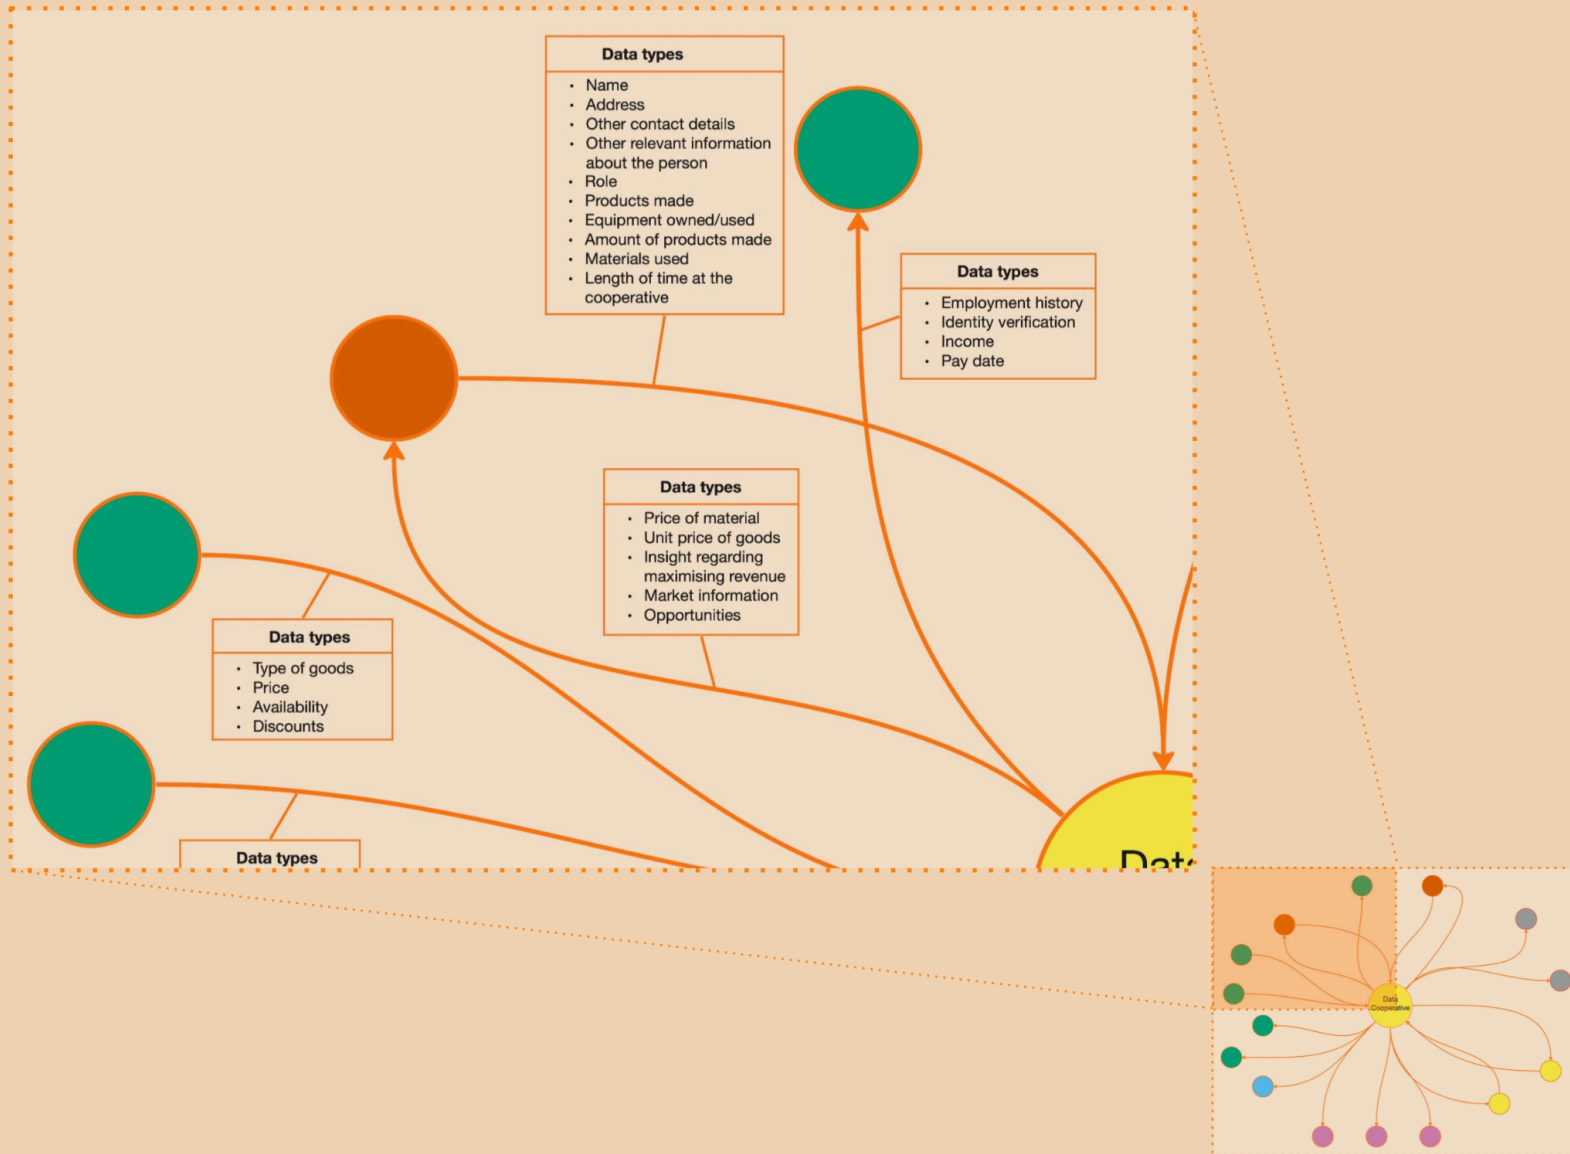 Data types
• Name
• Address
• Other contact details
• Other relevant information
about the person
• Role
• Products made
• Equipment owned/used
• Amount of products made
• Materials used
• Length of time at the
cooperative
Data types
• Employment history
• Identity verification
• Income
• Pay date
Data types
• Price of material
• Unit price of goods
• Insight regarding
maximising revenue
• Market information
• Opportunities
Data types
• Type of goods
• Price
• Availability
• Discounts
Data types
Data
Data
Cooperative